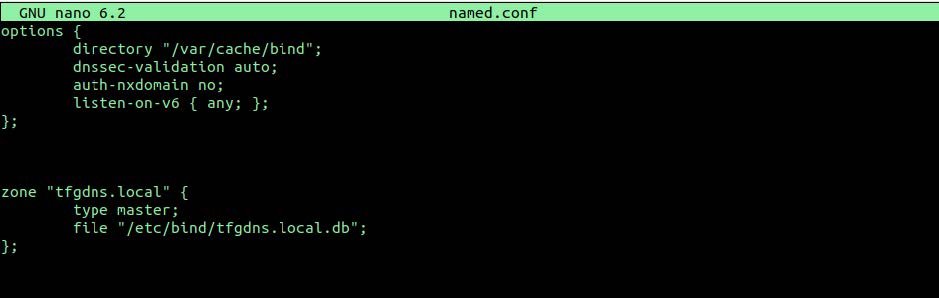 GNU nano 6.2 named.conf
options {
directory "/var/cache/bind";
dnssec-validation auto;
auth-nxdomain no;
listen-on-v6 { any; };
};
zone "tfgdns.local" {
type master;
file "/etc/bind/tfgdns.local.db";
};